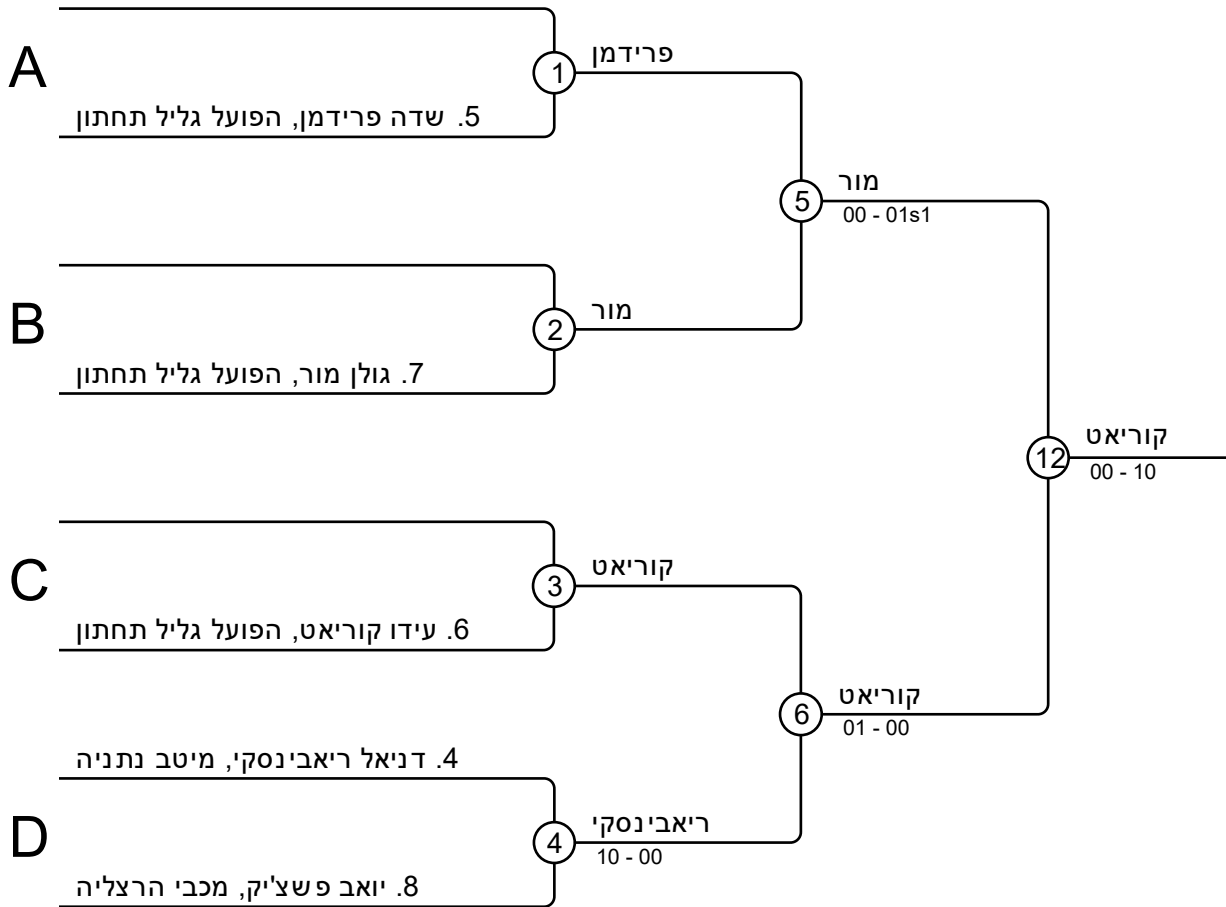 A
5. שדה פרידמן, הפועל גליל תחתון
1
פרידמן
B
7. גולן מור, הפועל גליל תחתון
2
מור
5
מור
00 - 01s1
C
6. עידו קוריאט, הפועל גליל תחתון
3
קוריאט
D
4. דניאל ריאבינסקי, מיטב נתניה
8. יואב פשצ'יק, מכבי הרצליה
4
ריאבינסקי
10 - 00
6
קוריאט
01 - 00
12
קוריאט
00 - 10